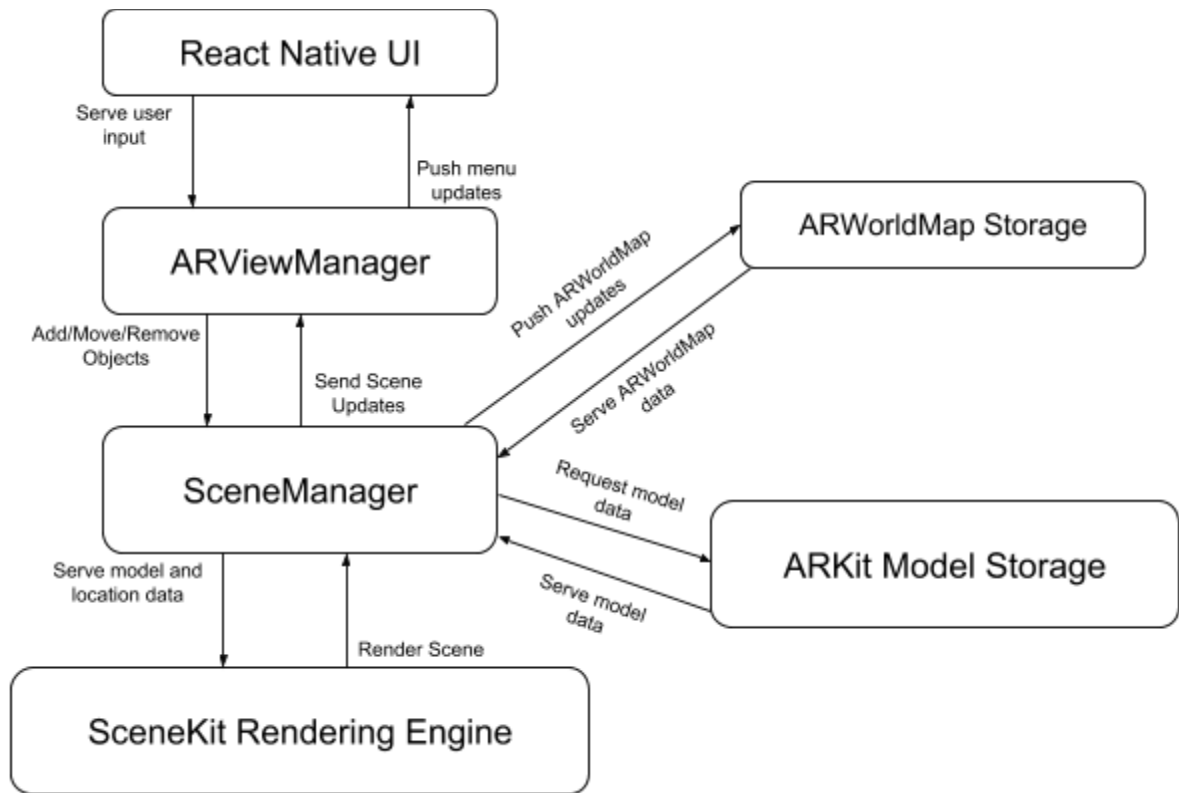 React Native UI
Serve user
input
Push menu
updates
ARViewManager
ARWorldMap Storage
Add/Move/Remove
Objects
Send Scene
Updates
Push ARWorldMap
updates
Serve ARWorldMap
data
SceneManager
Request model
data
ARKit Model Storage
Serve model
data
Serve model and
location data
Render Scene
SceneKit Rendering Engine